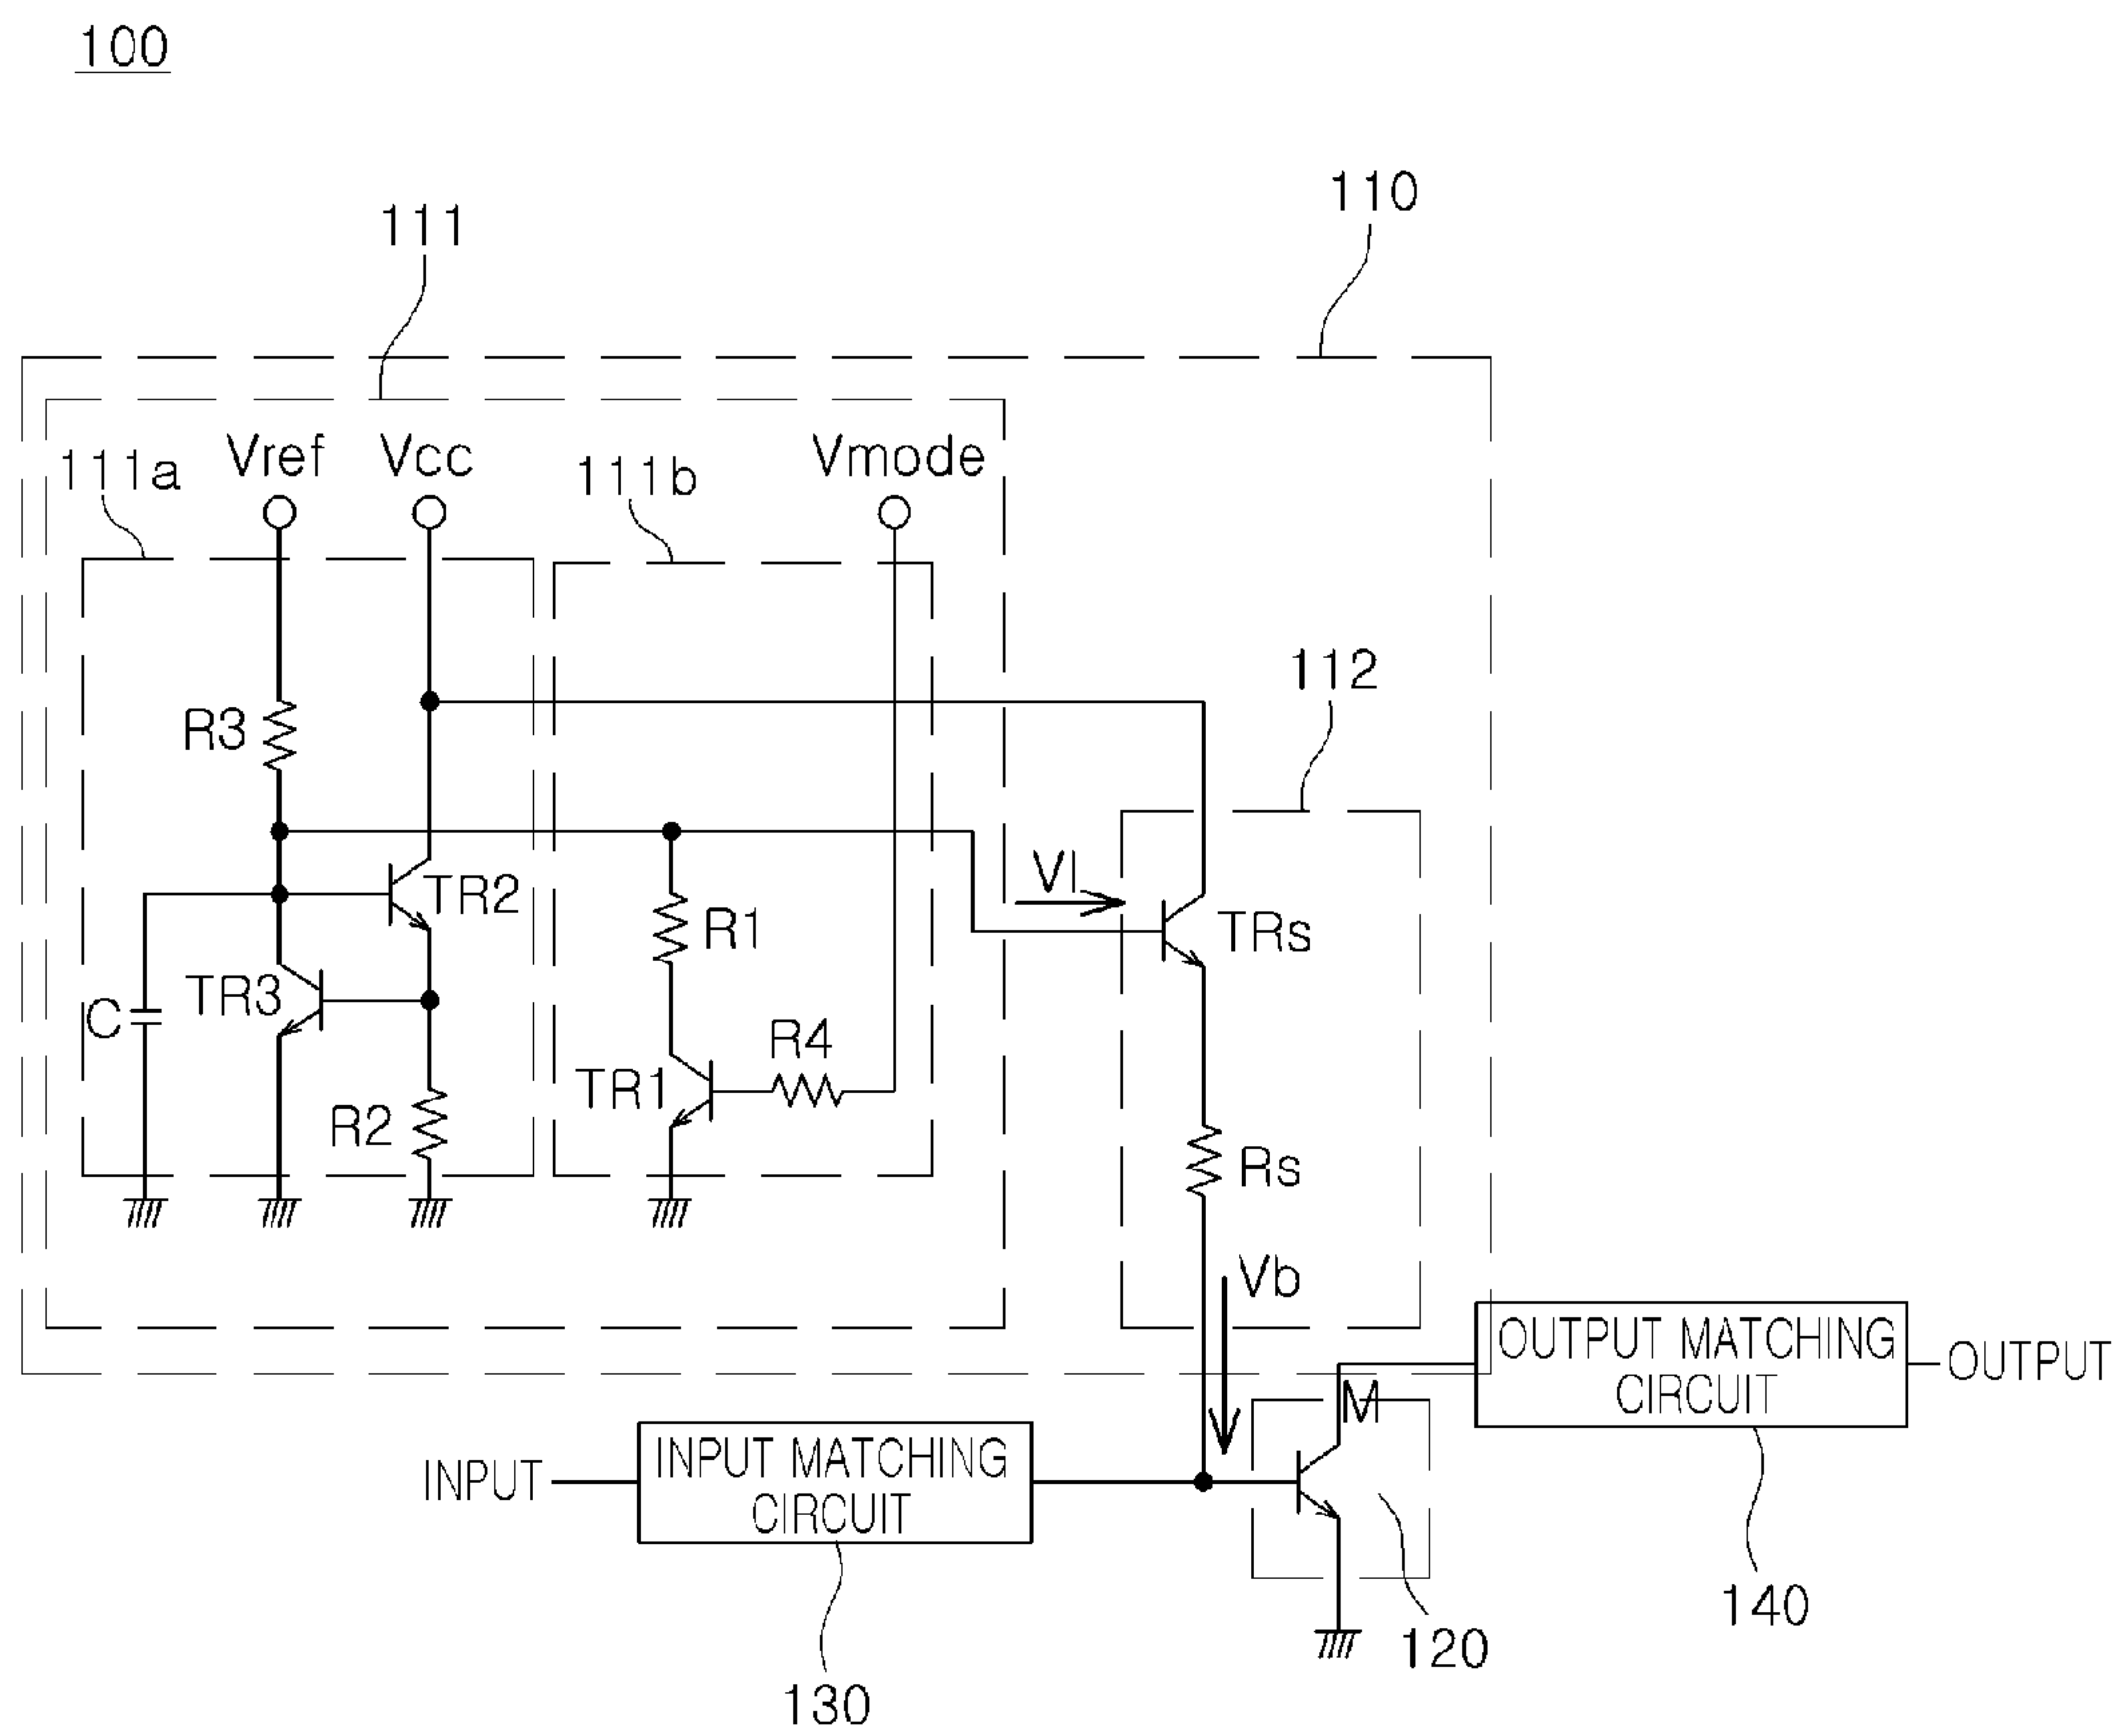 100
110
111
Vref
Vcc
Vmode
111a
111b
112
R3
TR2
R1
VL
TRs
TR3
C
R4
TR1
R2
Rs
Vb
OUTPUT MATCHING
CIRCUIT
OUTPUT
M
INPUT
INPUT MATCHING
CIRCUIT
140
120
130